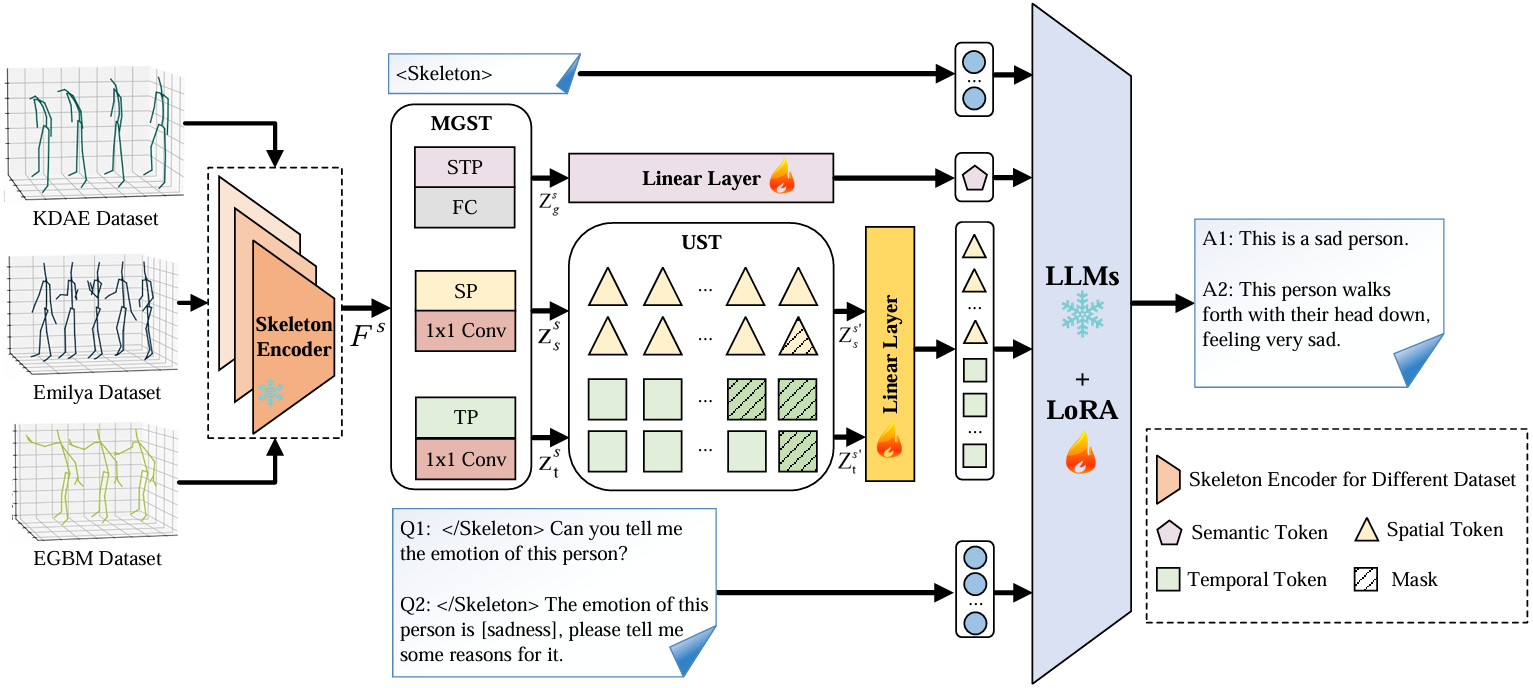 KDAE Dataset
Emilya Dataset
EGBM Dataset
Skeleton
Encoder
F^s
<Skeleton>
MGST
STP
FC
SP
1x1 Conv
TP
1x1 Conv
Z_g^s
Z_s^s
Z_t^s
Linear Layer
UST
...
...
...
...
Z_s^{s'}
Z_t^{s'}
Linear Layer
...
...
...
...
LLMs
+
LoRA
Q1: </Skeleton> Can you tell me
the emotion of this person?
Q2: </Skeleton> The emotion of this
person is [sadness], please tell me
some reasons for it.
A1: This is a sad person.
A2: This person walks
forth with their head down,
feeling very sad.
Skeleton Encoder for Different Dataset
Semantic Token
Spatial Token
Temporal Token
Mask